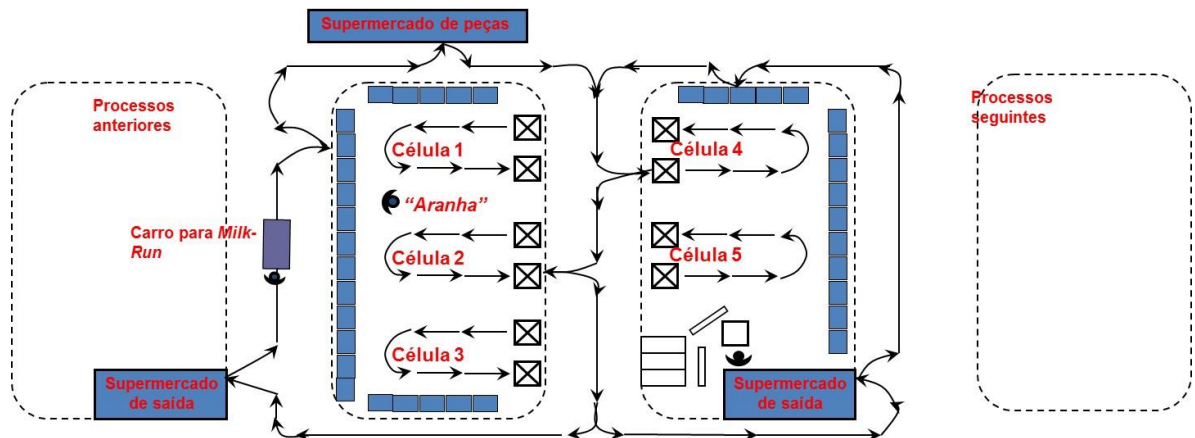 Supermercado de peças
Processos
anteriores
Processos
seguintes
Célula 1
Célula 4
“Aranha”
Carro para Milk-
Run
Célula 2
Célula 5
Célula 3
Supermercado
de saída
Supermercado
de saída